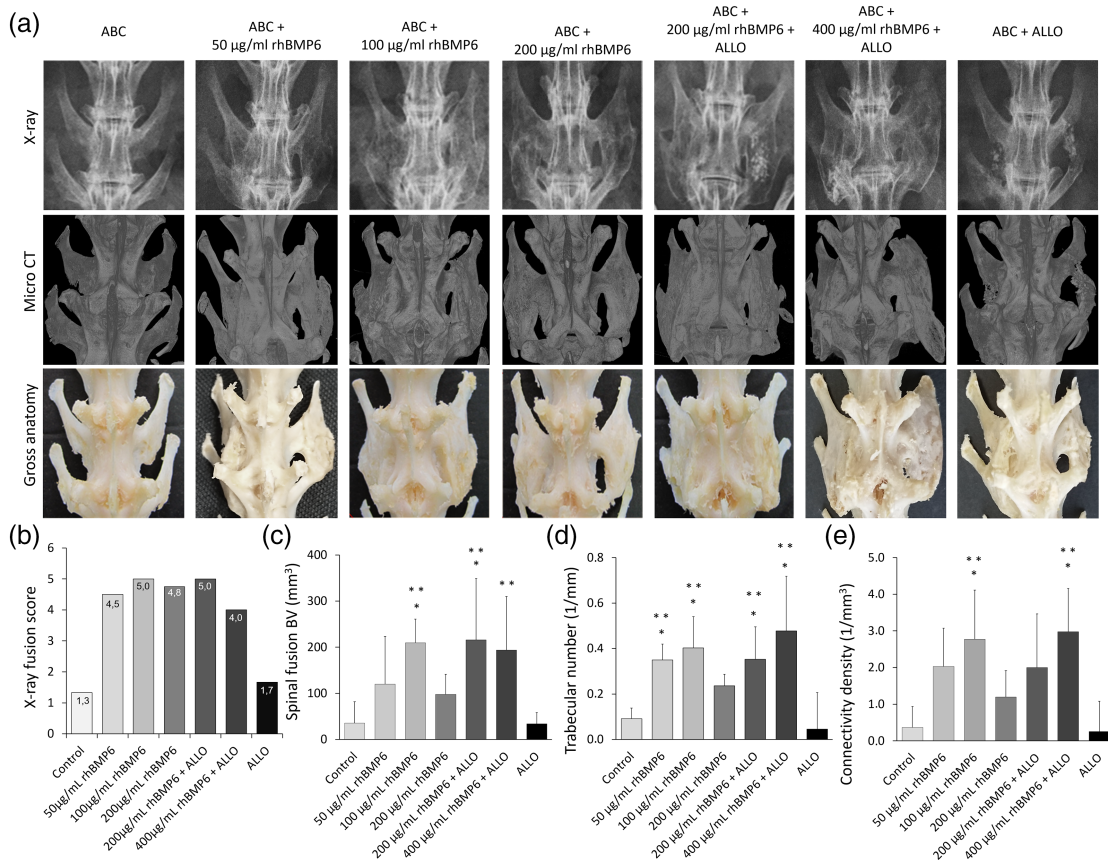 (a)
ABC
ABC +
50 µg/ml rhBMP6
ABC +
100 µg/ml rhBMP6
ABC +
200 µg/ml rhBMP6
ABC +
200 µg/ml rhBMP6 +
ALLO
ABC +
400 µg/ml rhBMP6 +
ALLO
ABC + ALLO
X-ray
Micro CT
Gross anatomy
(b)
X-ray fusion score
6
5
4
3
2
1
0
1,3
4,5
5,0
4,8
5,0
4,0
1,7
Control
50µg/mL rhBMP6
100µg/mL rhBMP6
200µg/mL rhBMP6
200µg/mL rhBMP6 + ALLO
400µg/mL rhBMP6 + ALLO
ALLO
(c)
Spinal fusion BV (mm³)
400
300
200
100
0
* *
*
* *
*
* *
Control
50 µg/mL rhBMP6
100 µg/mL rhBMP6
200 µg/mL rhBMP6
200 µg/mL rhBMP6 + ALLO
400 µg/mL rhBMP6 + ALLO
ALLO
(d)
Trabecular number (1/mm)
0.8
0.6
0.4
0.2
0.0
* *
*
* *
*
* *
*
* *
*
Control
50 µg/mL rhBMP6
100 µg/mL rhBMP6
200 µg/mL rhBMP6
200 µg/mL rhBMP6 + ALLO
400 µg/mL rhBMP6 + ALLO
ALLO
(e)
Connectivity density (1/mm³)
5.0
4.0
3.0
2.0
1.0
0.0
* *
*
* *
*
Control
50 µg/mL rhBMP6
100 µg/mL rhBMP6
200 µg/mL rhBMP6
200 µg/mL rhBMP6 + ALLO
400 µg/mL rhBMP6 + ALLO
ALLO